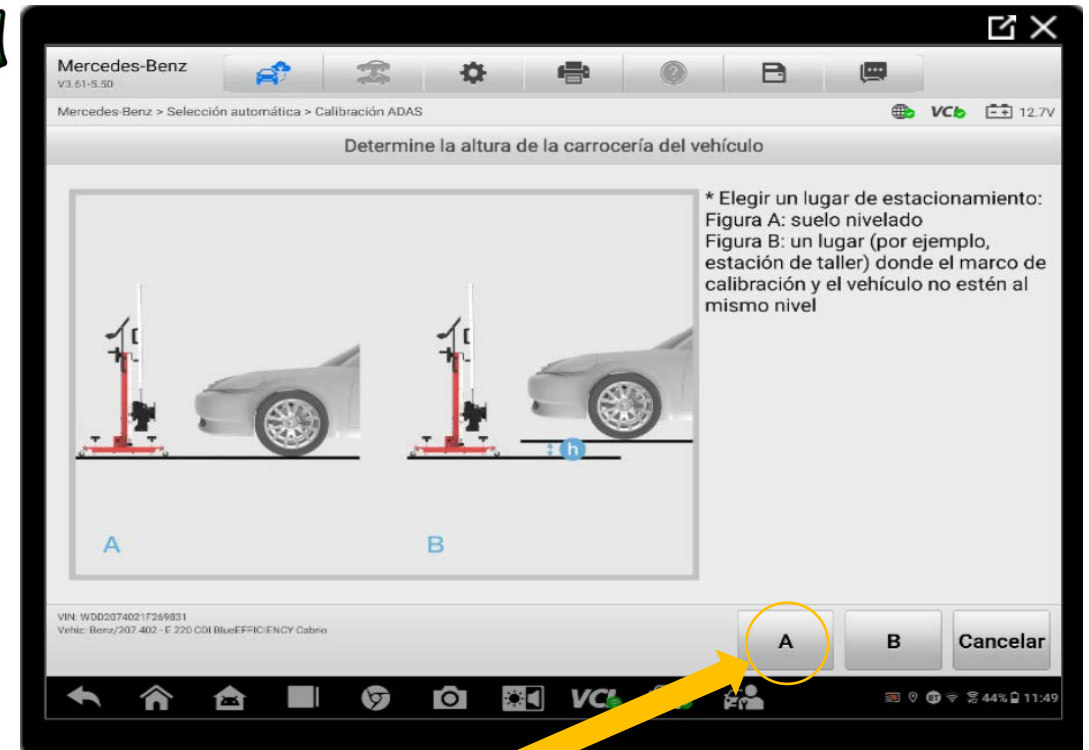 Mercedes-Benz
V3.61-5.50
Mercedes-Benz > Selección automática > Calibración ADAS
VCI
12.7V
Determine la altura de la carrocería del vehículo
* Elegir un lugar de estacionamiento:
Figura A: suelo nivelado
Figura B: un lugar (por ejemplo,
estación de taller) donde el marco de
calibración y el vehículo no estén al
mismo nivel
h
A
B
VIN: WDD2074021F269831
Vehic: Benz/207.402 - E 220 CDI BlueEFFICIENCY Cabrio
A
B
Cancelar
VCI
BT
44%
11:49